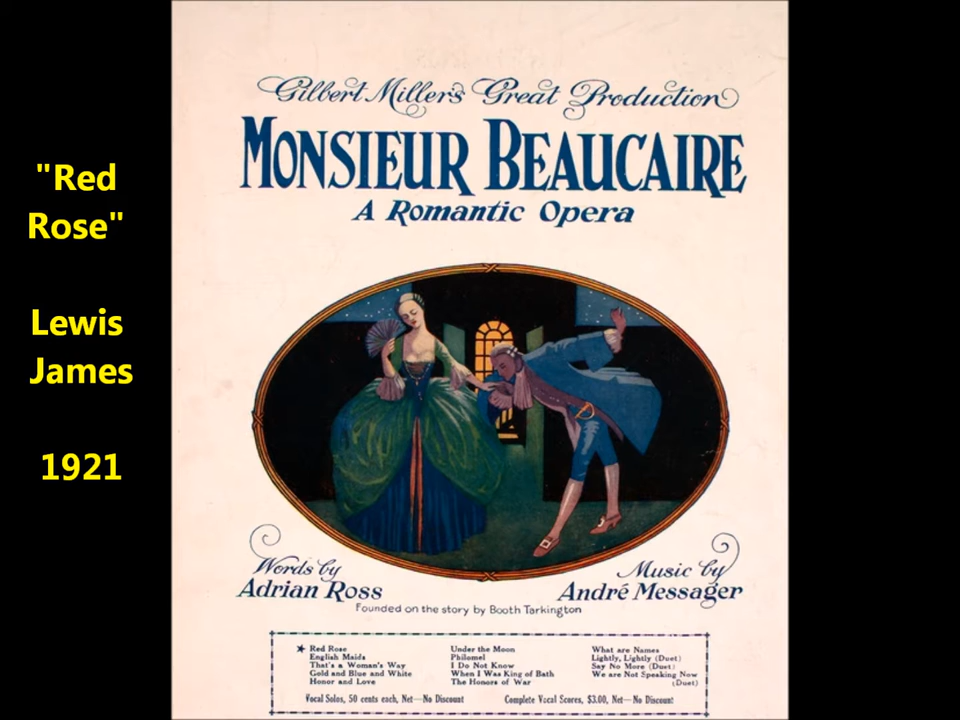 "Red
Rose"
Lewis
James
1921
Gilbert Miller's Great Production
MONSIEUR BEAUCAIRE
A Romantic Opera
Words by
Adrian Ross
Music by
André Messager
Founded on the story by Booth Tarkington
★ Red Rose
English Maids
That's a Woman's Way
Gold and Blue and White
Honor and Love
Under the Moon
Philomel
I Do Not Know
When I Was King of Bath
The Honors of War
What are Names
Lightly, Lightly (Duet)
Say No More (Duet)
We are Not Speaking Now
(Duet)
Vocal Solos, 50 cents each, Net—No Discount
Complete Vocal Scores, $3.00, Net—No Discount